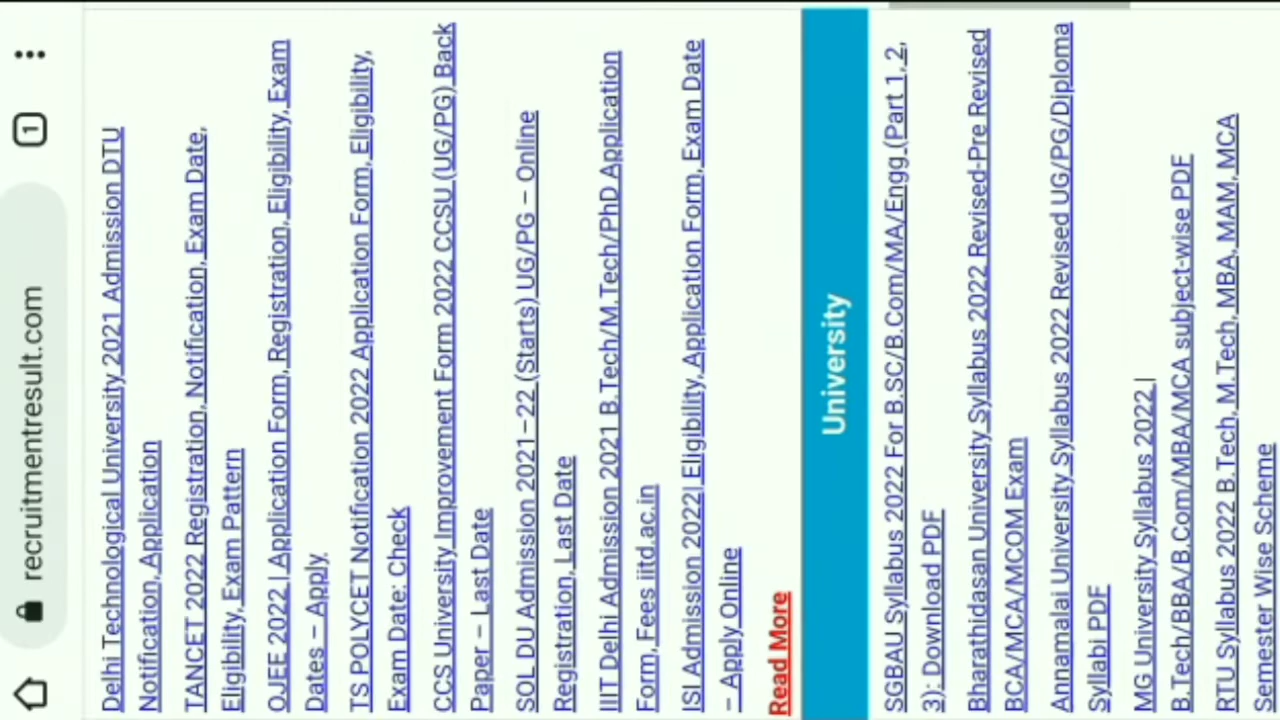 1
recruitmentresult.com
Delhi Technological University 2021 Admission DTU
Notification, Application
TANCET 2022 Registration, Notification, Exam Date,
Eligibility, Exam Pattern
OJEE 2022 | Application Form, Registration, Eligibility, Exam
Dates – Apply
TS POLYCET Notification 2022 Application Form, Eligibility,
Exam Date: Check
CCS University Improvement Form 2022 CCSU (UG/PG) Back
Paper – Last Date
SOL DU Admission 2021–22 (Starts) UG/PG – Online
Registration, Last Date
IIT Delhi Admission 2021 B.Tech/M.Tech/PhD Application
Form, Fees iitd.ac.in
ISI Admission 2022| Eligibility, Application Form, Exam Date
– Apply Online
Read More
University
SGBAU Syllabus 2022 For B.SC/B.Com/MA/Engg (Part 1, 2,
3): Download PDF
Bharathidasan University Syllabus 2022 Revised-Pre Revised
BCA/MCA/MCOM Exam
Annamalai University Syllabus 2022 Revised UG/PG/Diploma
Syllabi PDF
MG University Syllabus 2022 |
B.Tech/BBA/B.Com/MBA/MCA subject-wise PDF
RTU Syllabus 2022 B.Tech, M.Tech, MBA, MAM, MCA
Semester Wise Scheme